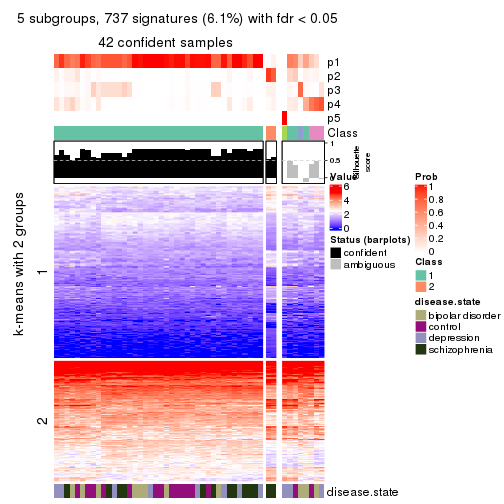 5 subgroups, 737 signatures (6.1%) with fdr < 0.05
42 confident samples
p1
p2
p3
p4
p5
Class
1
0.5
0
Silhouette
score
k-means with 2 groups
1
2
Value
6
4
2
0
Status (barplots)
confident
ambiguous
Prob
1
0.8
0.6
0.4
0.2
0
Class
1
2
disease.state
bipolar disorder
control
depression
schizophrenia
disease.state